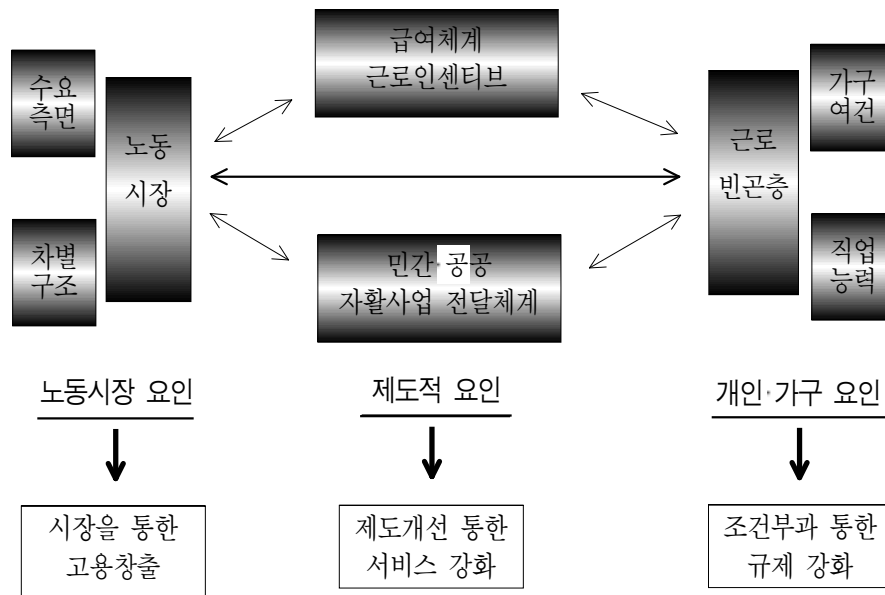 급여체계
근로인센티브
수요
측면
노동
시장
차별
구조
가구
여건
근로
빈곤층
직업
능력
민간·공공
자활사업 전달체계
노동시장 요인
제도적 요인
개인·가구 요인
시장을 통한
고용창출
제도개선 통한
서비스 강화
조건부과 통한
규제 강화